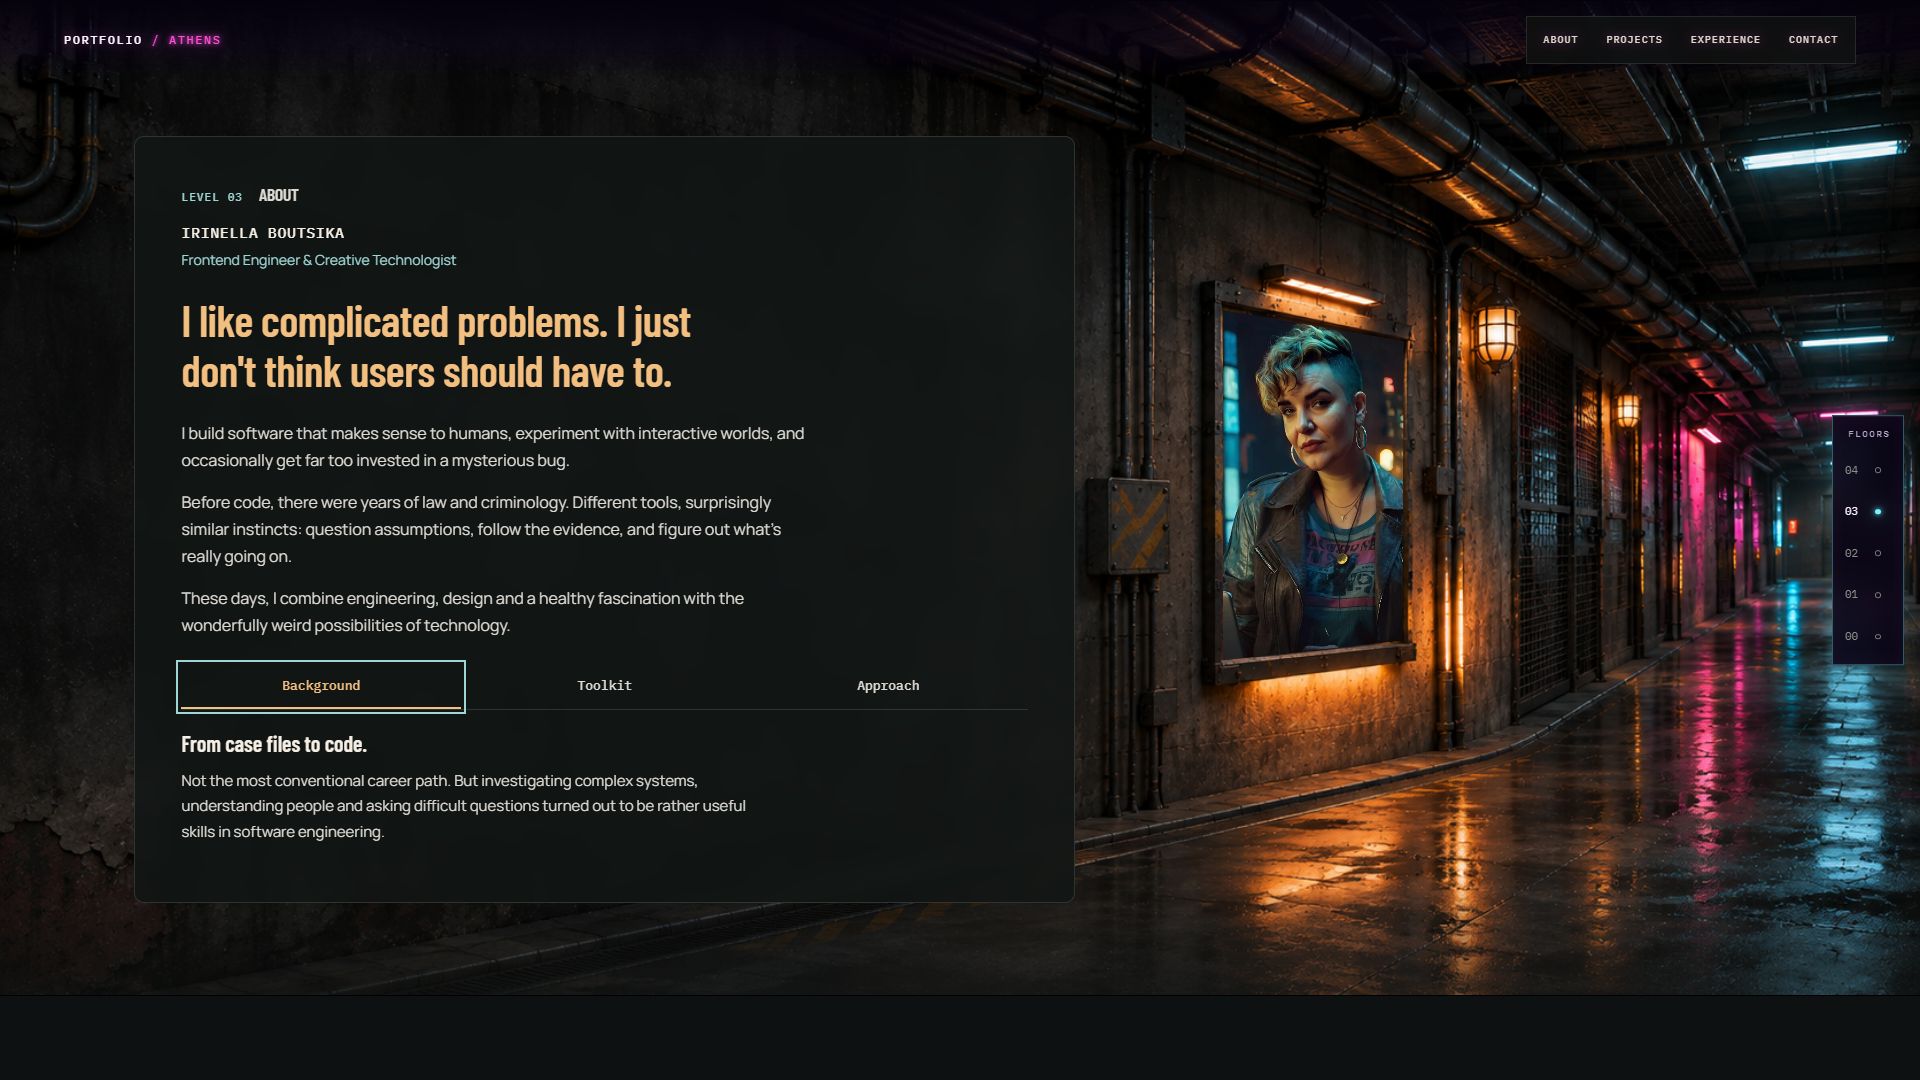 PORTFOLIO / ATHENS
ABOUT PROJECTS EXPERIENCE CONTACT
LEVEL 03 ABOUT
IRINELLA BOUTSIKA
Frontend Engineer & Creative Technologist
I like complicated problems. I just
don't think users should have to.
I build software that makes sense to humans, experiment with interactive worlds, and
occasionally get far too invested in a mysterious bug.
Before code, there were years of law and criminology. Different tools, surprisingly
similar instincts: question assumptions, follow the evidence, and figure out what's
really going on.
These days, I combine engineering, design and a healthy fascination with the
wonderfully weird possibilities of technology.
Background Toolkit Approach
From case files to code.
Not the most conventional career path. But investigating complex systems,
understanding people and asking difficult questions turned out to be rather useful
skills in software engineering.
FLOORS
04
03
02
01
00